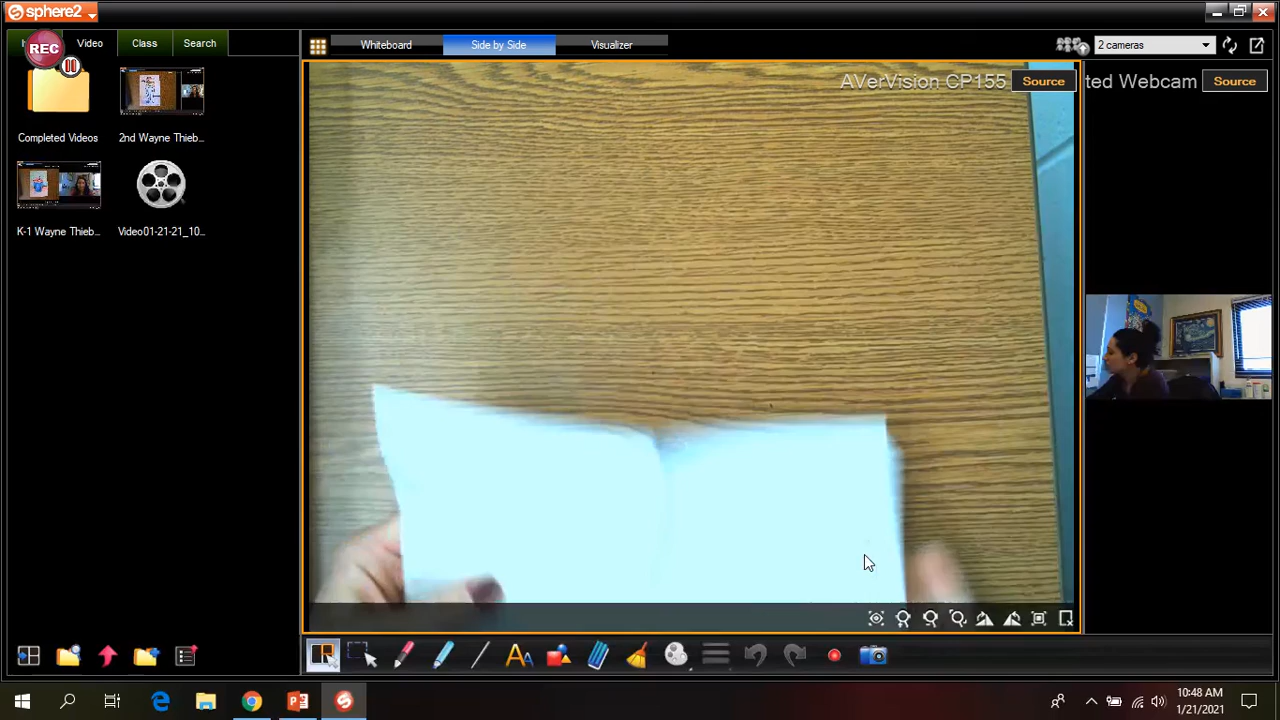 sphere2
REC
Video
Class
Search
Whiteboard
Side by Side
Visualizer
2 cameras
AVerVision CP155
Source
ted Webcam
Source
Completed Videos
2nd Wayne Thieb...
K-1 Wayne Thieb...
Video01-21-21_10...
10:48 AM
1/21/2021